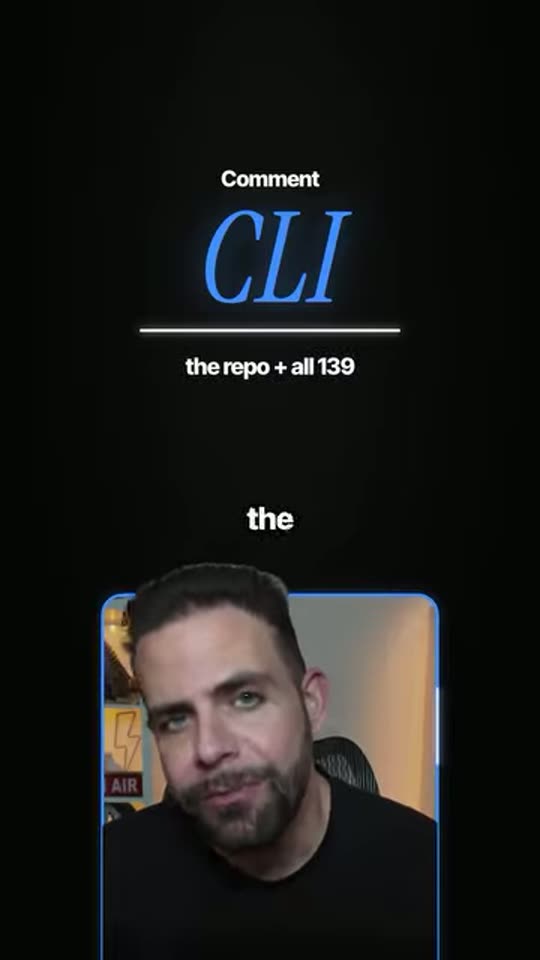 Comment
CLI
the repo + all 139
the
AIR